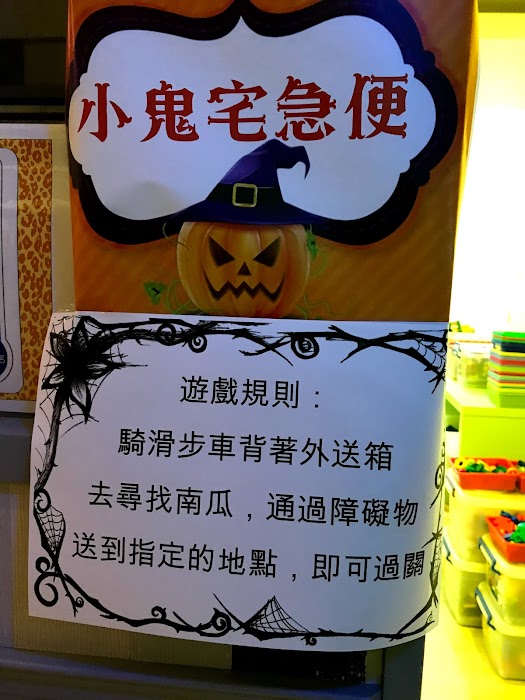 小鬼宅急便
遊戲規則：
騎滑步車背著外送箱
去尋找南瓜，通過障礙物
送到指定的地點，即可過關